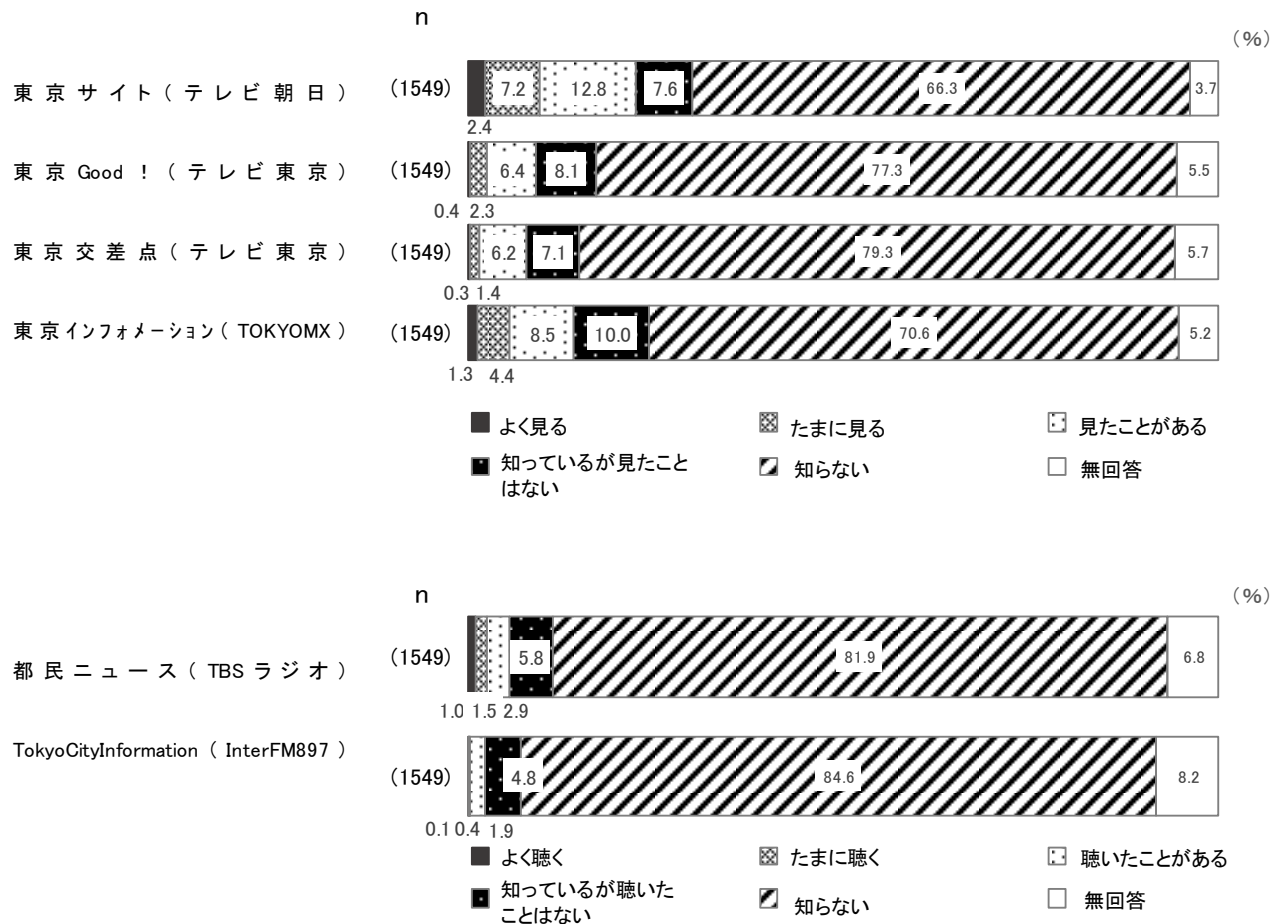 n
(%)
東京サイト(テレビ朝日) (1549) 7.2 12.8 7.6 66.3 3.7
2.4
東京Good!(テレビ東京) (1549) 6.4 8.1 77.3 5.5
0.4 2.3
東京交差点(テレビ東京) (1549) 6.2 7.1 79.3 5.7
0.3 1.4
東京インフォメーション(TOKYOMX) (1549) 8.5 10.0 70.6 5.2
1.3 4.4
よく見る たまに見る 見たことがある
知っているが見たこと
はない 知らない 無回答
n (%)
都民ニュース(TBSラジオ) (1549) 5.8 81.9 6.8
1.0 1.5 2.9
TokyoCityInformation(InterFM897)
(1549) 4.8 84.6 8.2
0.1 0.4 1.9
よく聴く たまに聴く 聴いたことがある
知っているが聴いた
ことはない 知らない 無回答